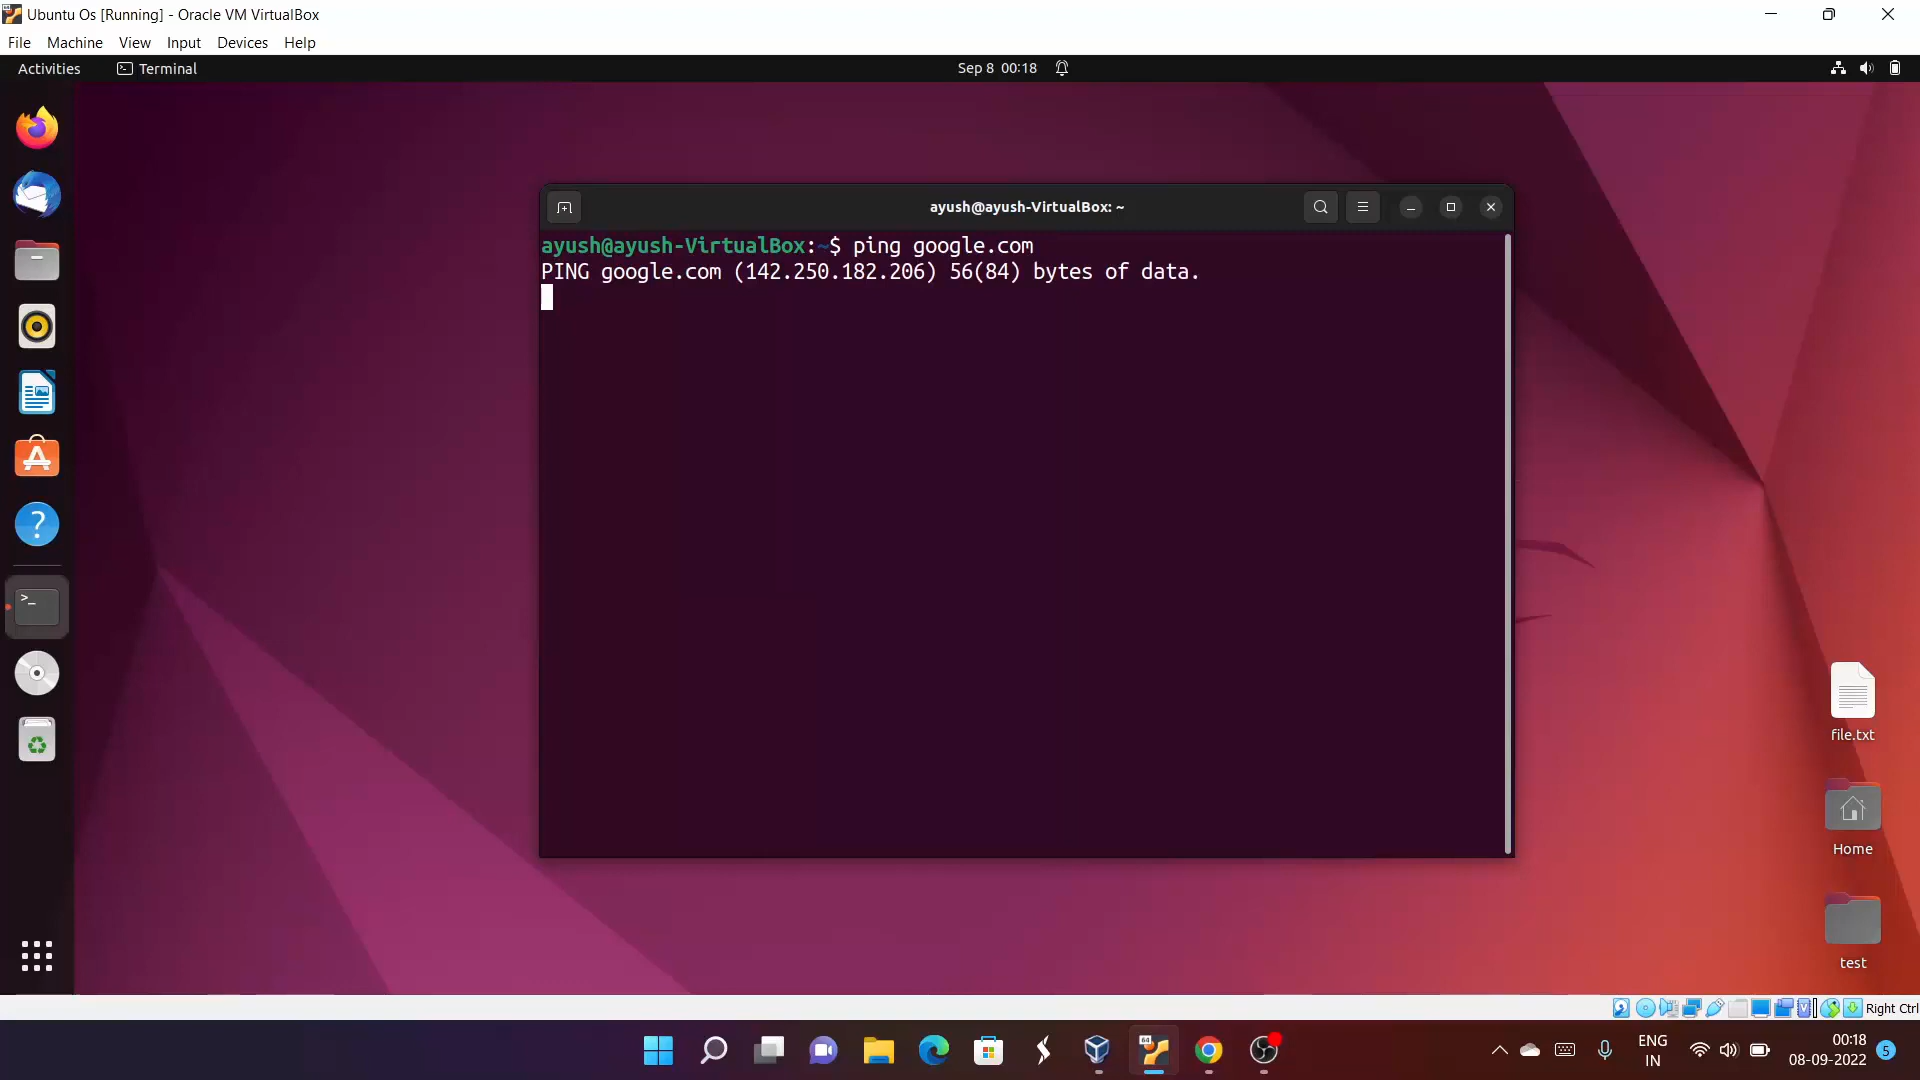 Ubuntu Os [Running] - Oracle VM VirtualBox
File Machine View Input Devices Help
Activities Terminal Sep 8 00:18
ayush@ayush-VirtualBox: ~
ayush@ayush-VirtualBox:~$ ping google.com
PING google.com (142.250.182.206) 56(84) bytes of data.
file.txt
Home
test
Right Ctrl
ENG
IN
00:18
08-09-2022
5